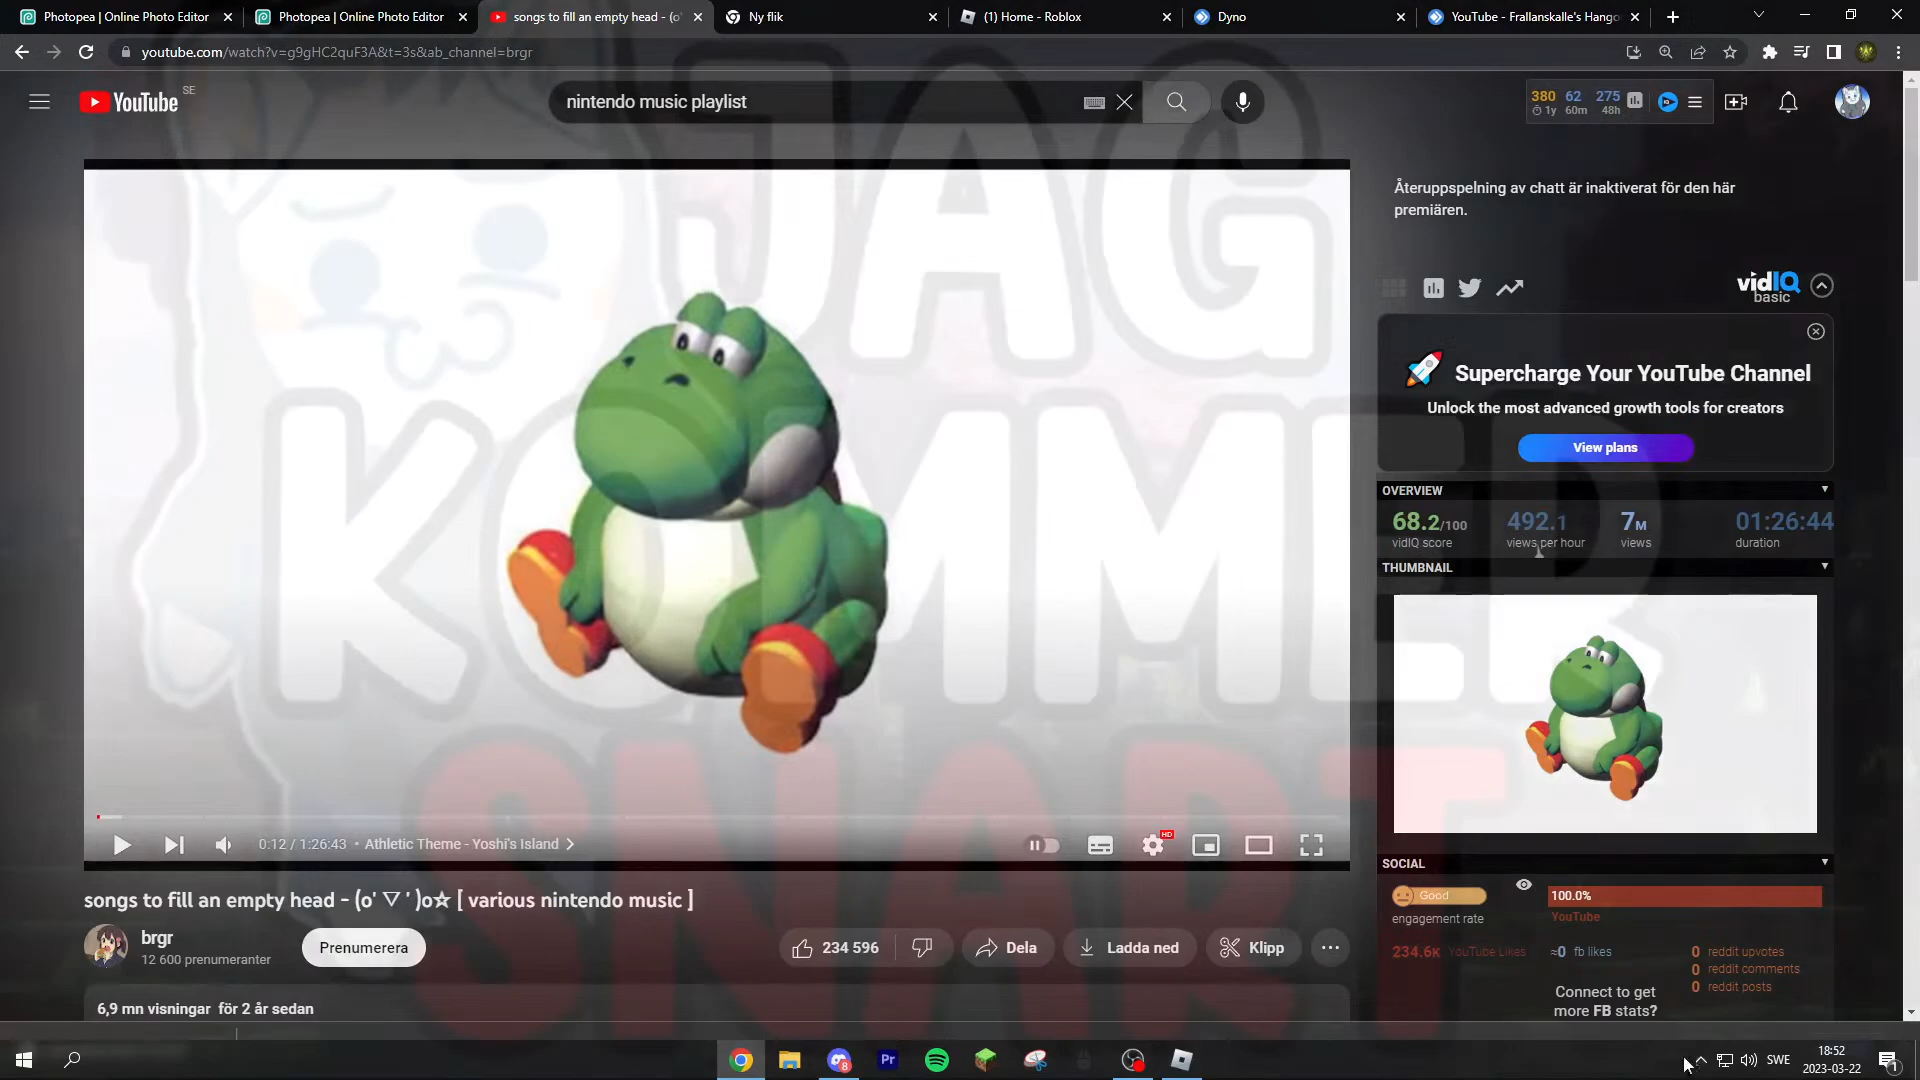 Photopea | Online Photo Editor
Photopea | Online Photo Editor
songs to fill an empty head - (o'
Ny flik
(1) Home - Roblox
Dyno
YouTube - Frallanskalle's Hango
youtube.com/watch?v=g9gHC2quF3A&t=3s&ab_channel=brgr
YouTube SE
nintendo music playlist
380 62 275
1y 60m 48h
JAG
KOMMER
SNART
Återuppspelning av chatt är inaktiverat för den här
premiären.
vidIQ
basic
Supercharge Your YouTube Channel
Unlock the most advanced growth tools for creators
View plans
OVERVIEW
68.2/100 492.1 7M 01:26:44
vidIQ score views per hour views duration
THUMBNAIL
0:12 / 1:26:43 • Athletic Theme - Yoshi's Island
HD
songs to fill an empty head - (o' ▽ ' )o☆ [ various nintendo music ]
brgr
12 600 prenumeranter
Prenumerera
234 596
Dela
Ladda ned
Klipp
6,9 mn visningar för 2 år sedan
SOCIAL
Good
engagement rate
100.0%
YouTube
234.6K YouTube Likes
≈0 fb likes
0 reddit upvotes
0 reddit comments
0 reddit posts
Connect to get
more FB stats?
8
Pr
SWE
18:52
2023-03-22
1